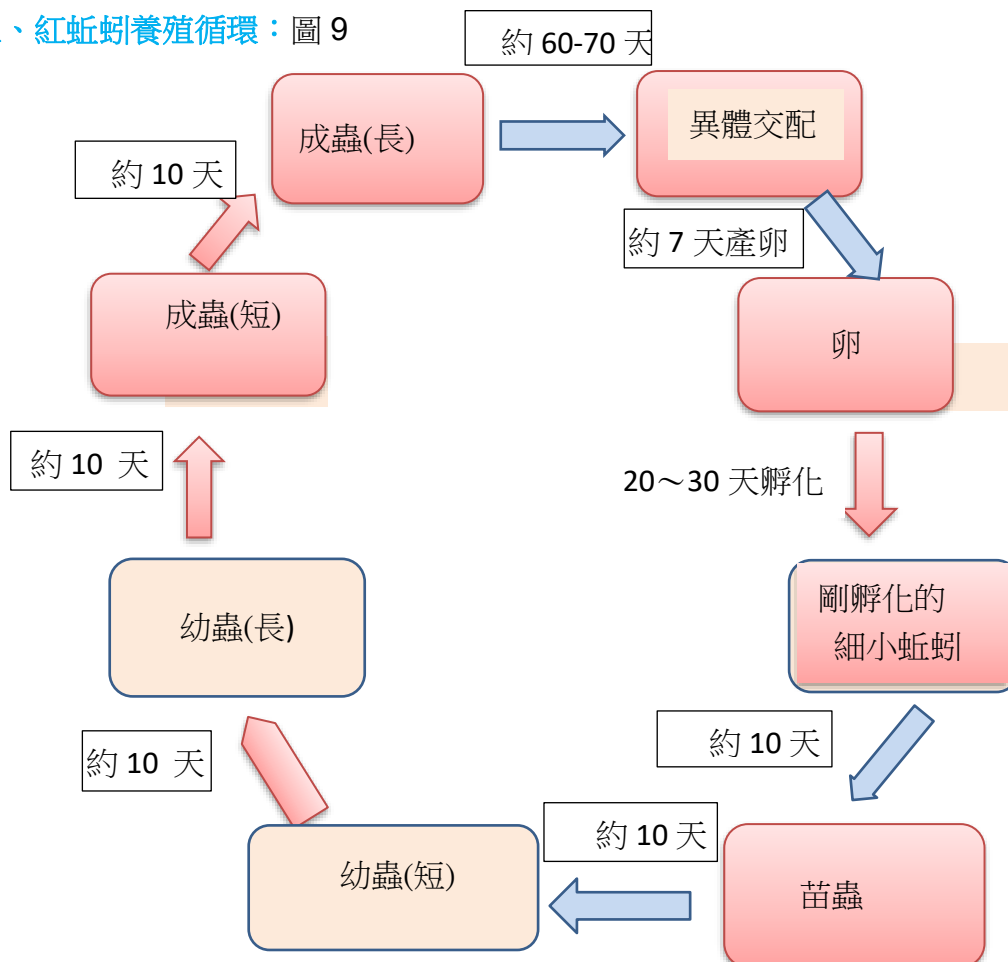 、紅蚯蚓養殖循環：圖 9
約 60-70 天
成蟲(長)
異體交配
約 10 天
約 7 天產卵
成蟲(短)
卵
約 10 天
20～30 天孵化
幼蟲(長)
剛孵化的
細小蚯蚓
約 10 天
約 10 天
約 10 天
幼蟲(短)
苗蟲